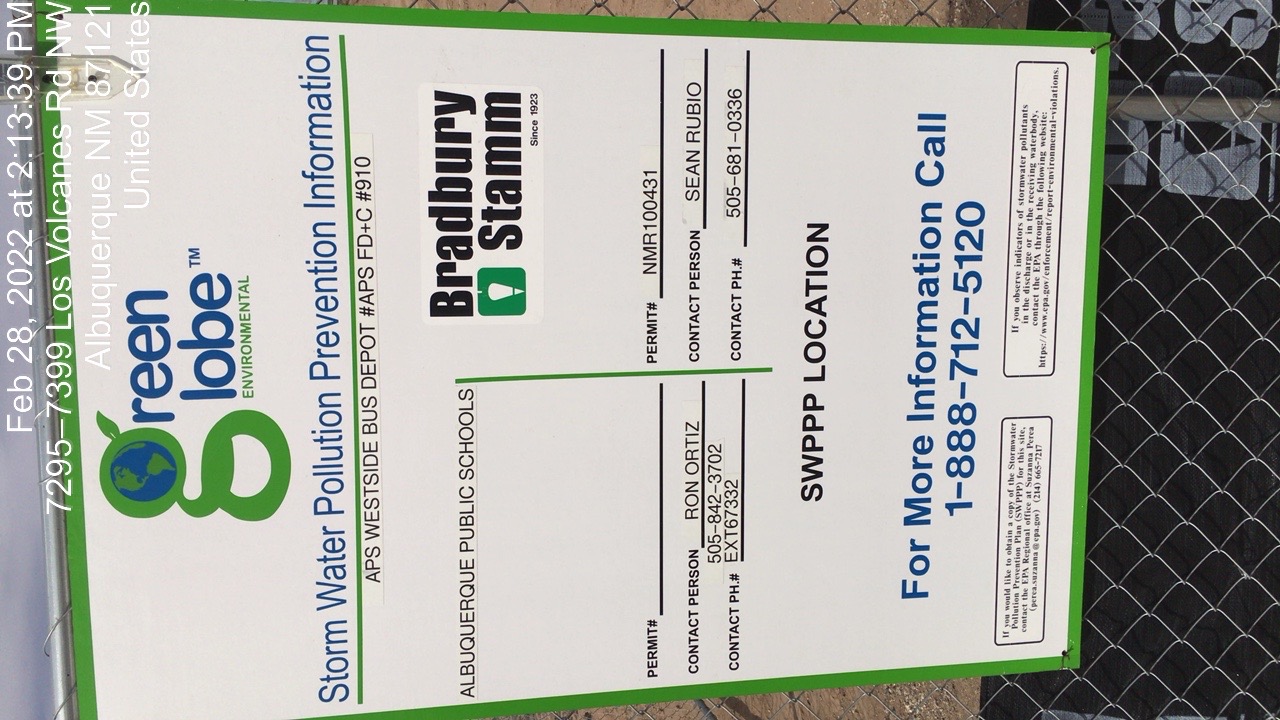 Feb 28, 2022 at 2:13:39 PM
7295–7399 Los Volcanes Rd NW
Albuquerque NM 87121
United States
green
globe™
ENVIRONMENTAL
Storm Water Pollution Prevention Information
APS WESTSIDE BUS DEPOT #APS FD+C #910
ALBUQUERQUE PUBLIC SCHOOLS
PERMIT#
CONTACT PERSON RON ORTIZ
505-842-3702
CONTACT PH.# EXT67332
Bradbury
Stamm
Since 1923
PERMIT# NMR100431
CONTACT PERSON SEAN RUBIO
CONTACT PH.# 505-681-0336
SWPPP LOCATION
For More Information Call
1-888-712-5120
If you would like to obtain a copy of the Stormwater
Pollution Prevention Plan (SWPPP) for this site,
contact the EPA Regional office at Suzanna Perea
(perea.suzanna@epa.gov) (214) 665-7217
If you observe indicators of stormwater pollutants
in the discharge or in the receiving waterbody,
contact the EPA through the following website:
https://www.epa.gov/enforcement/report-environmental-violations.